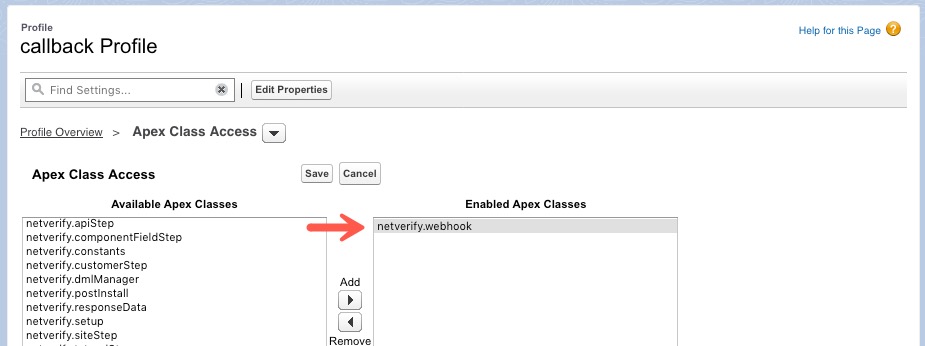 Profile
callback Profile
Help for this Page
Find Settings...
Edit Properties
Profile Overview > Apex Class Access
Apex Class Access
Save
Cancel
Available Apex Classes
Enabled Apex Classes
netverify.apiStep
netverify.componentFieldStep
netverify.constants
netverify.customerStep
netverify.dmlManager
netverify.postInstall
netverify.responseData
netverify.setup
netverify.siteStep
netverify.webhook
Add
Remove